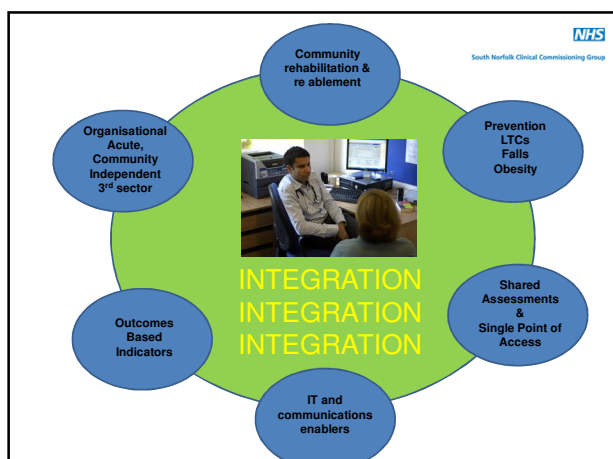 NHS
South Norfolk Clinical Commissioning Group
Community
rehabilitation &
re ablement
Organisational
Acute,
Community
Independent
3rd sector
Prevention
LTCs
Falls
Obesity
INTEGRATION
INTEGRATION
INTEGRATION
Shared
Assessments
&
Single Point of
Access
Outcomes
Based
Indicators
IT and
communications
enablers